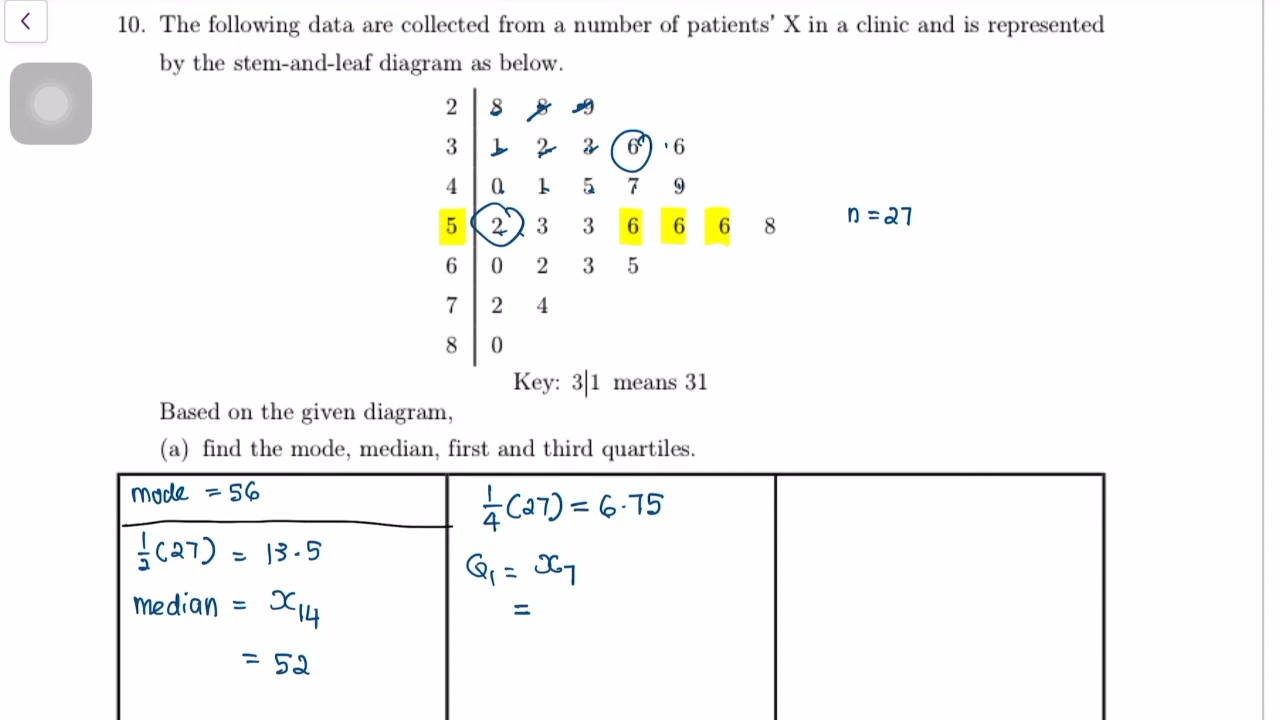 10. The following data are collected from a number of patients' X in a clinic and is represented
by the stem-and-leaf diagram as below.
2 | 8 8 9
3 | 1 2 3 6 6
4 | 0 1 5 7 9
5 | 2 3 3 6 6 6 8
n = 27
6 | 0 2 3 5
7 | 2 4
8 | 0
Key: 3|1 means 31
Based on the given diagram,
(a) find the mode, median, first and third quartiles.
mode = 56
1/2 (27) = 13.5
median = x₁₄
= 52
1/4 (27) = 6.75
Q₁ = x₇
=